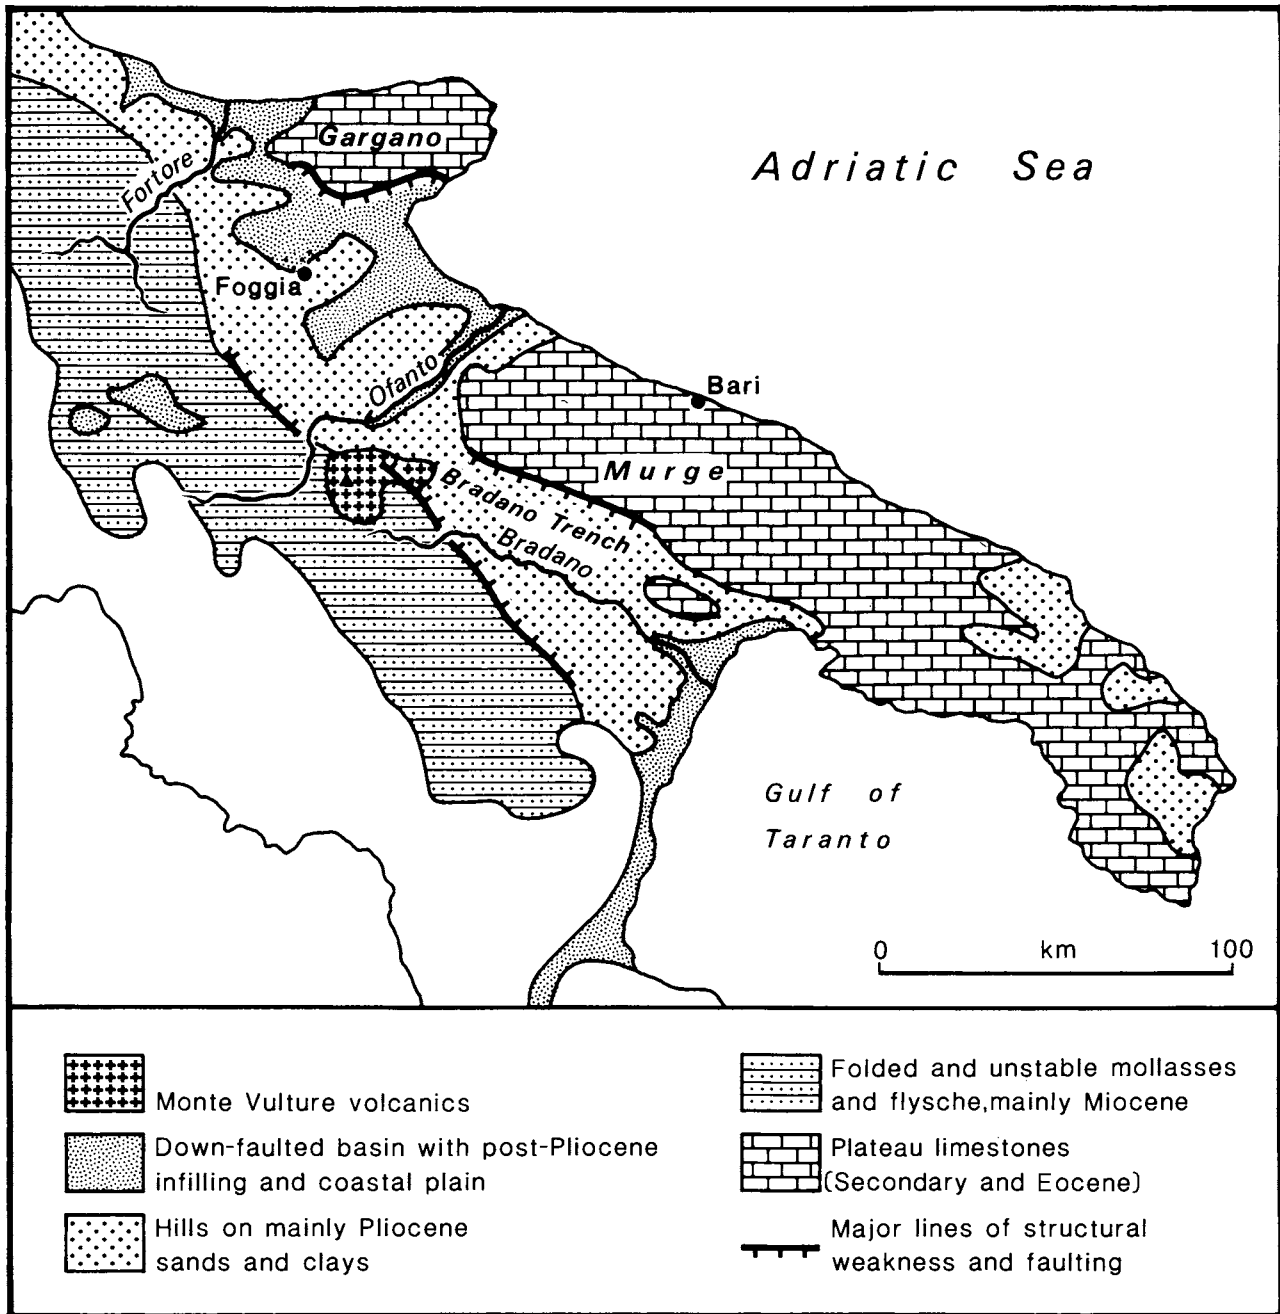 Gargano
Adriatic Sea
Fortore
Foggia
Ofanto
Bari
Murge
Bradano Trench
Bradano
Gulf of
Taranto
0 km 100
Monte Vulture volcanics
Down-faulted basin with post-Pliocene
infilling and coastal plain
Hills on mainly Pliocene
sands and clays
Folded and unstable mollasses
and flysche,mainly Miocene
Plateau limestones
(Secondary and Eocene)
Major lines of structural
weakness and faulting